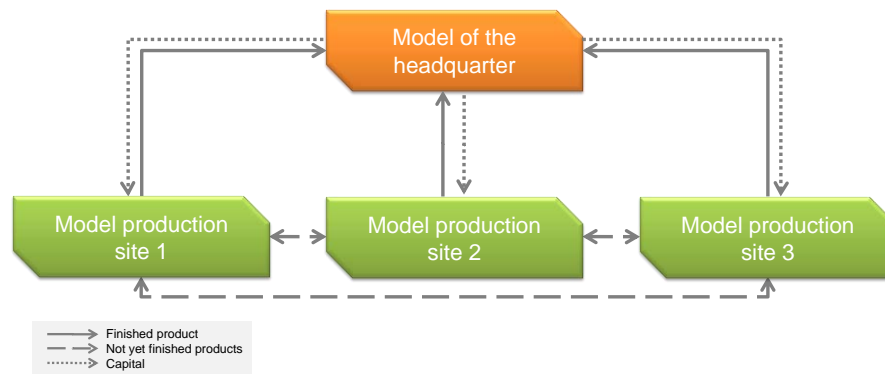 Model of the
headquarter
Model production
site 1
Model production
site 2
Model production
site 3
Finished product
Not yet finished products
Capital